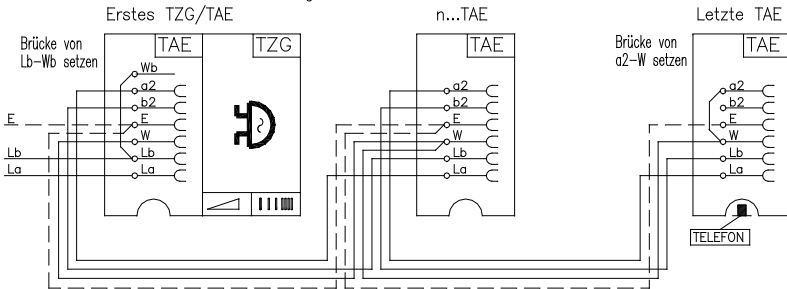 Erstes TZG/TAE
n...TAE
Letzte TAE
Brücke von
Lb-Wb setzen
TAE
TZG
TAE
Brücke von
a2-W setzen
TAE
Wb
a2
b2
E
W
Lb
La
a2
b2
E
W
Lb
La
a2
b2
E
W
Lb
La
E
Lb
La
TELEFON